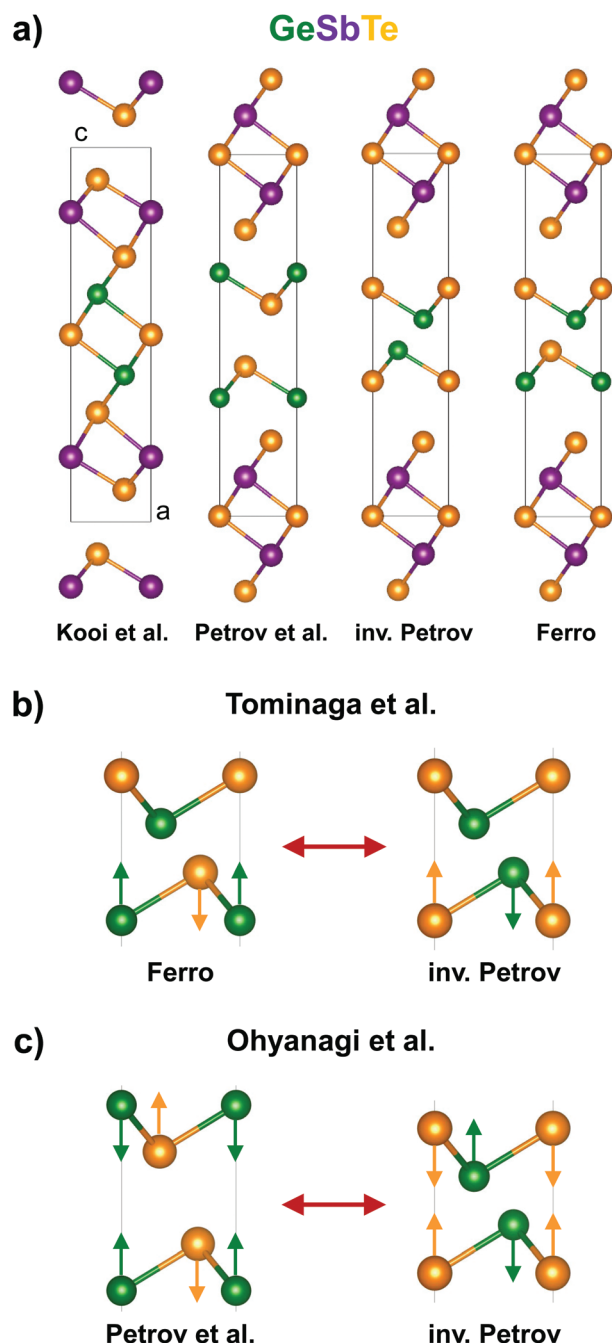 a)
GeSbTe
c
a
Kooi et al. Petrov et al. inv. Petrov Ferro
b) Tominaga et al.
Ferro inv. Petrov
c) Ohyanagi et al.
Petrov et al. inv. Petrov